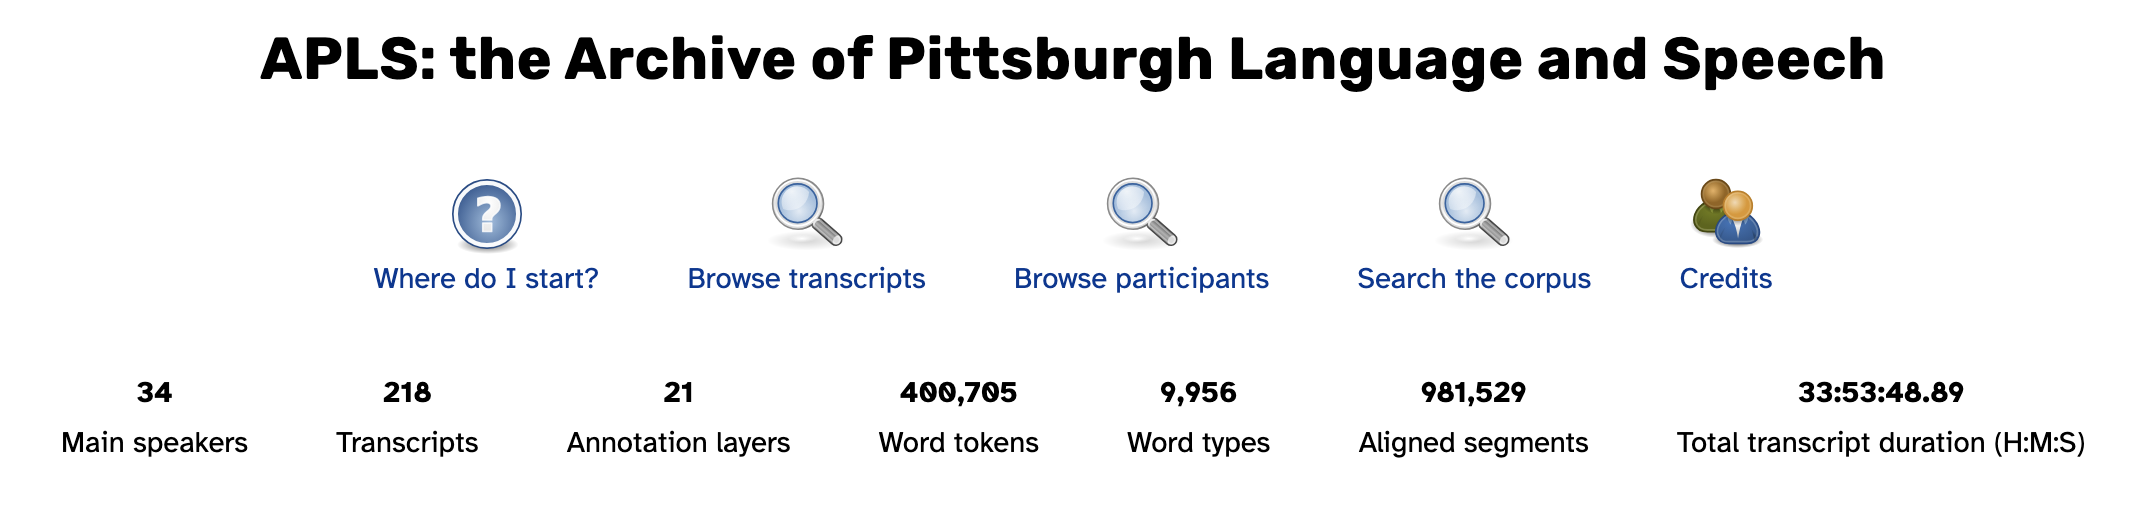 APLS: the Archive of Pittsburgh Language and Speech
?
Where do I start? Browse transcripts Browse participants Search the corpus Credits
34 218 21 400,705 9,956 981,529 33:53:48.89
Main speakers Transcripts Annotation layers Word tokens Word types Aligned segments Total transcript duration (H:M:S)